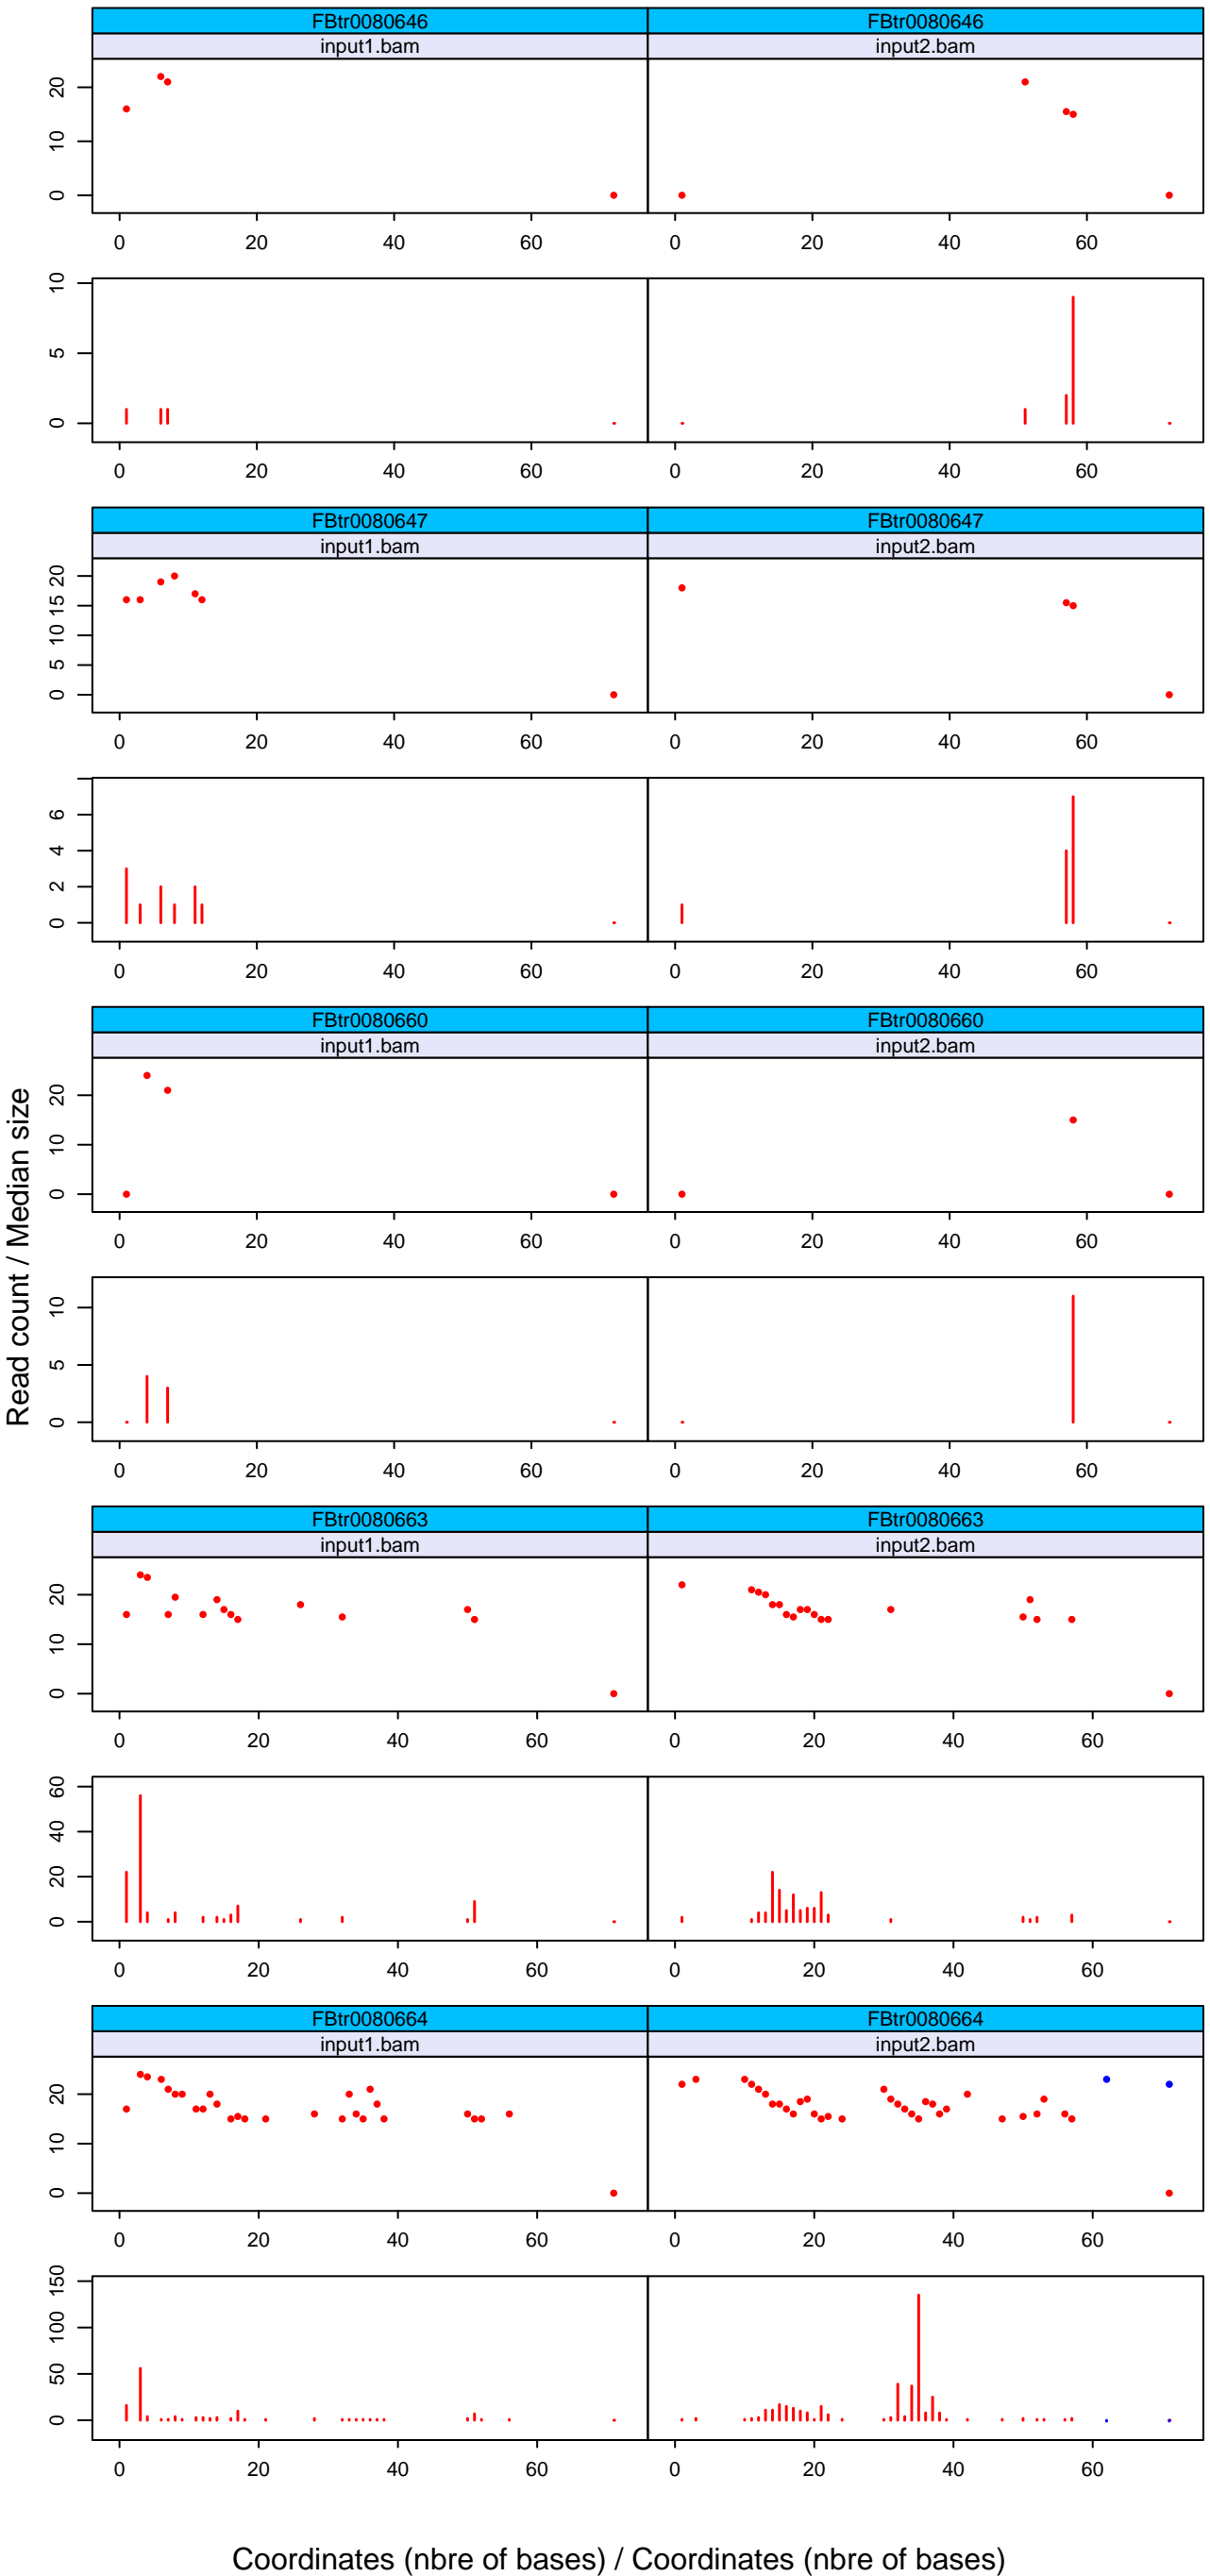 FBtr0080646 FBtr0080646
input1.bam input2.bam
20
10
0
0 20 40 60 0 20 40 60
10
5
0
0 20 40 60 0 20 40 60
FBtr0080647 FBtr0080647
input1.bam input2.bam
20
15
10
5
0
0 20 40 60 0 20 40 60
6
4
2
0
0 20 40 60 0 20 40 60
FBtr0080660 FBtr0080660
input1.bam input2.bam
20
10
0
0 20 40 60 0 20 40 60
Read count / Median size
10
5
0
0 20 40 60 0 20 40 60
FBtr0080663 FBtr0080663
input1.bam input2.bam
20
10
0
0 20 40 60 0 20 40 60
60
40
20
0
0 20 40 60 0 20 40 60
FBtr0080664 FBtr0080664
input1.bam input2.bam
20
10
0
0 20 40 60 0 20 40 60
150
100
50
0
0 20 40 60 0 20 40 60
Coordinates (nbre of bases) / Coordinates (nbre of bases)